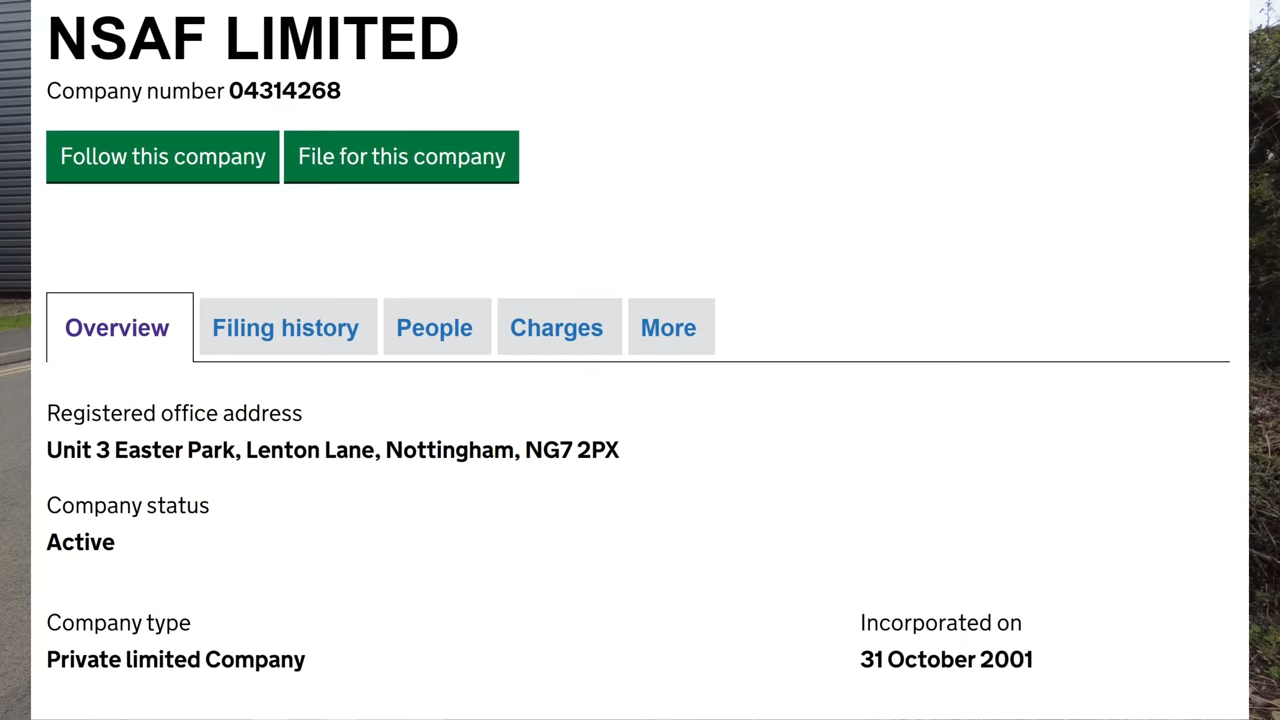 NSAF LIMITED
Company number 04314268
Follow this company File for this company
Overview Filing history People Charges More
Registered office address
Unit 3 Easter Park, Lenton Lane, Nottingham, NG7 2PX
Company status
Active
Company type Incorporated on
Private limited Company 31 October 2001